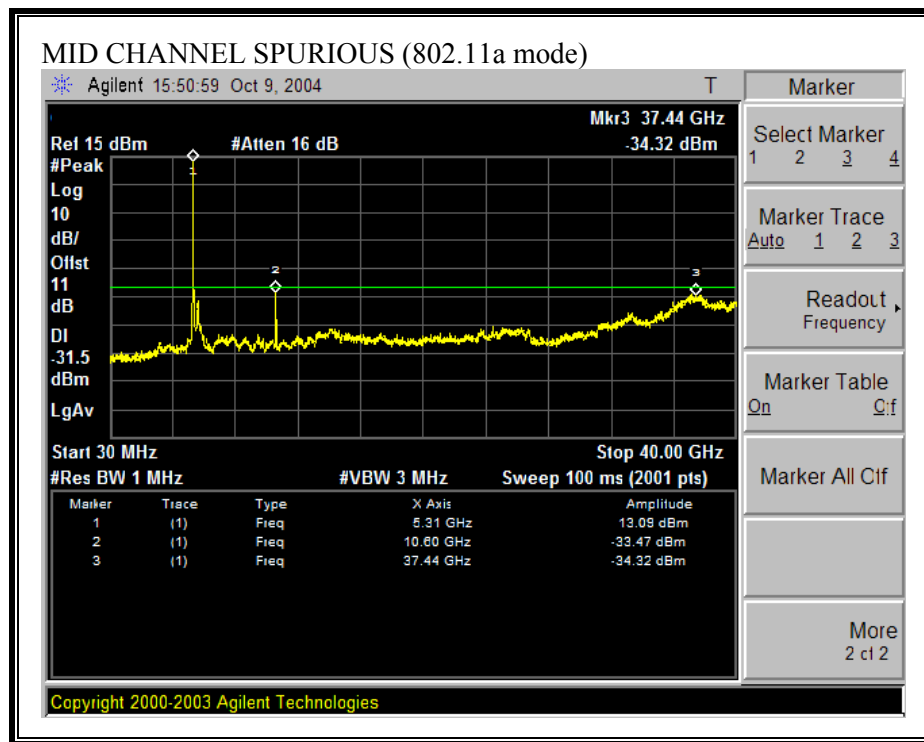 MID CHANNEL SPURIOUS (802.11a mode)
Agilent 15:50:59 Oct 9, 2004 T
Mkr3 37.44 GHz
Ref 15 dBm #Atten 16 dB -34.32 dBm
#Peak
Log
10
dB/
Offst
11
dB
DI
-31.5
dBm
LgAv
1
2
3
Start 30 MHz Stop 40.00 GHz
#Res BW 1 MHz #VBW 3 MHz Sweep 100 ms (2001 pts)
Marker Trace Type X Axis Amplitude
1 (1) Freq 5.31 GHz 13.09 dBm
2 (1) Freq 10.60 GHz -33.47 dBm
3 (1) Freq 37.44 GHz -34.32 dBm
Copyright 2000-2003 Agilent Technologies
Marker
Select Marker
1 2 3 4
Marker Trace
Auto 1 2 3
Readout
Frequency
Marker Table
On Off
Marker All Off
More
2 of 2